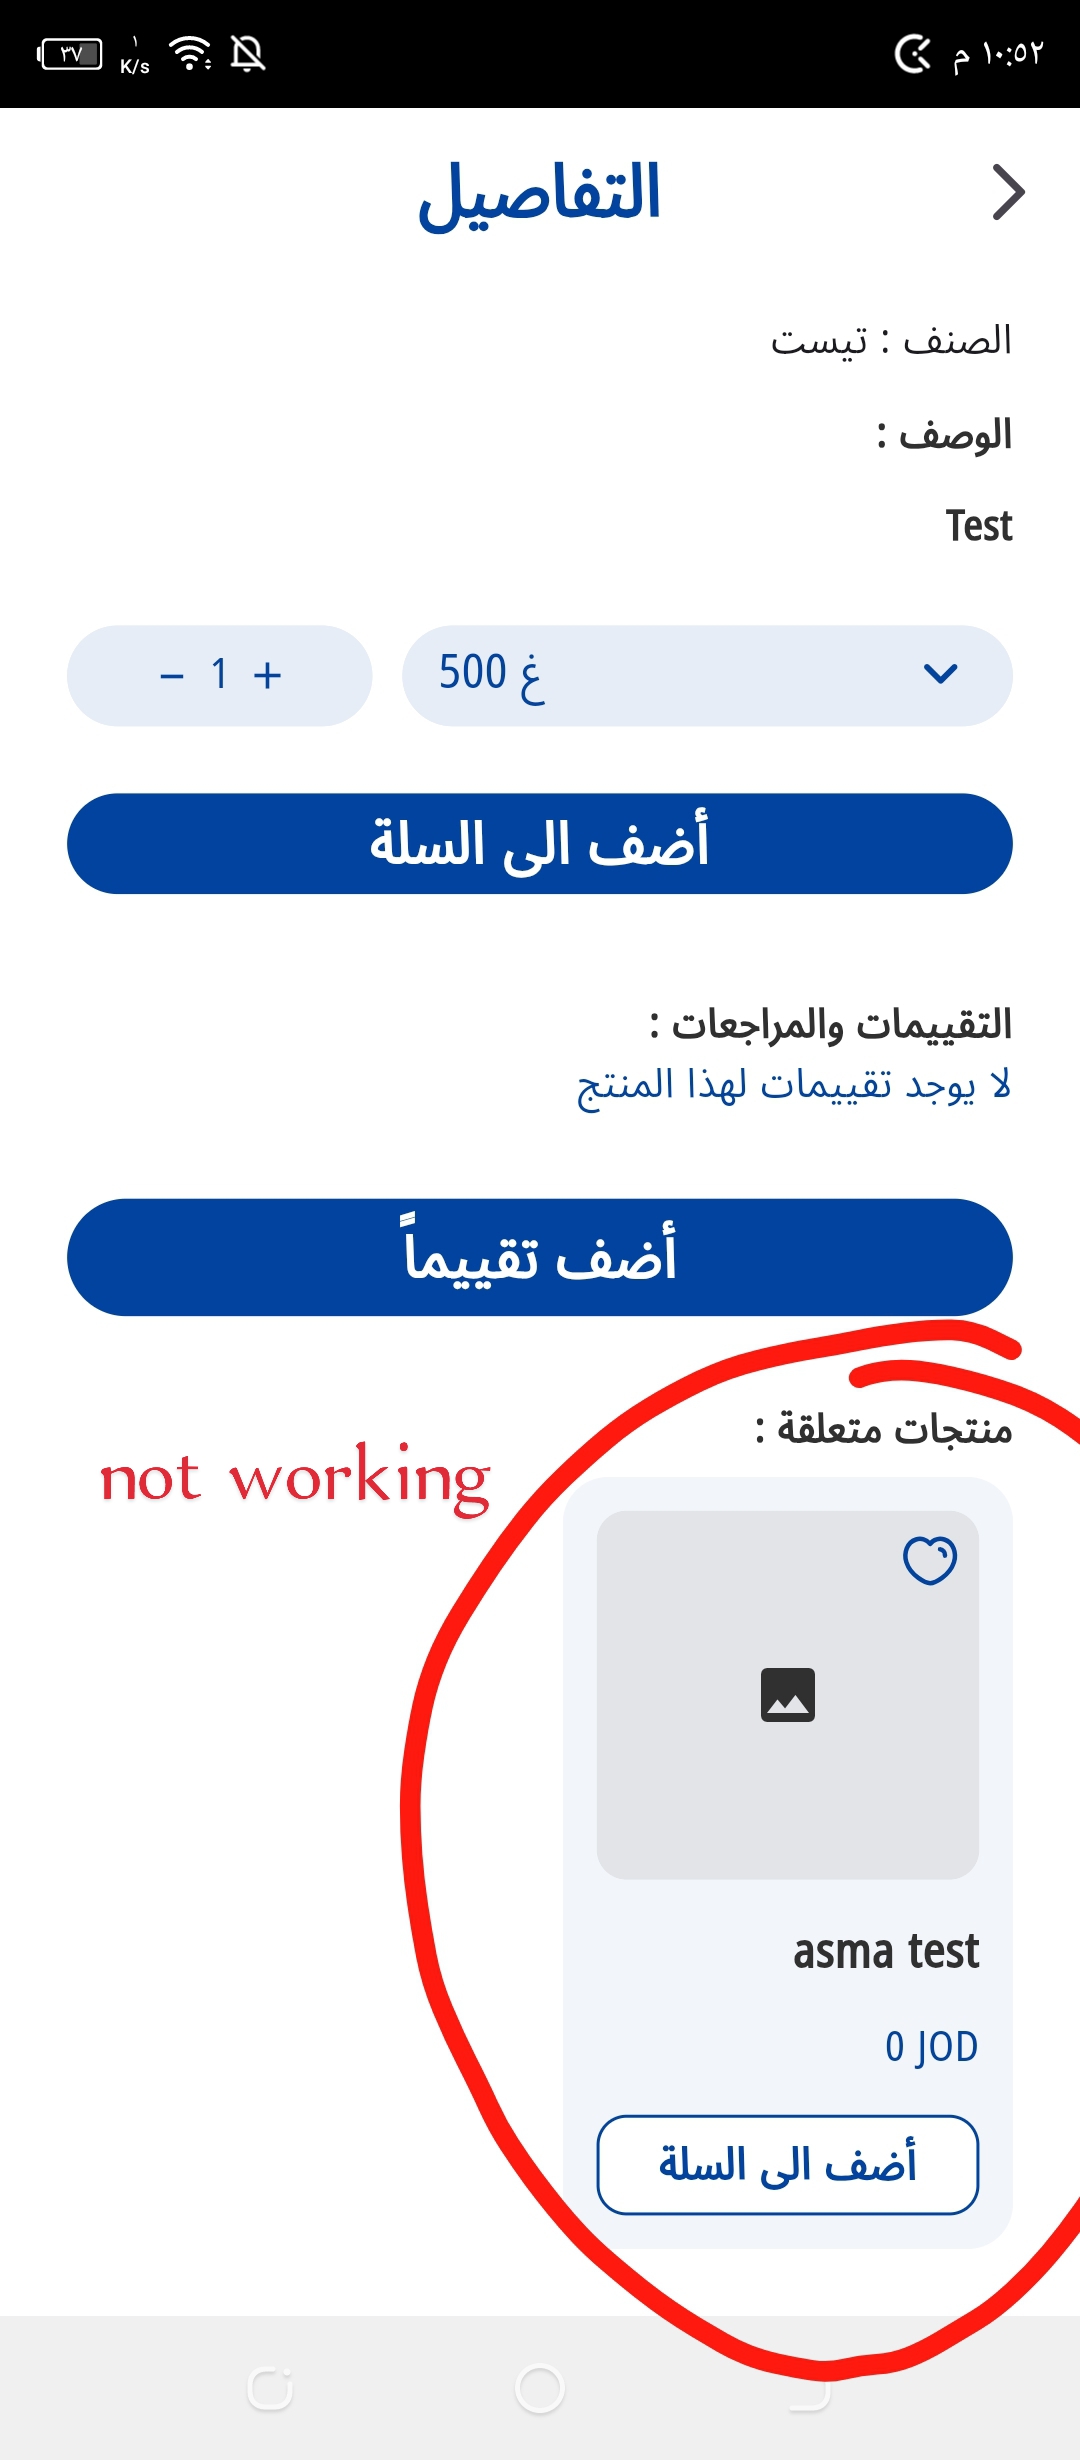 ١٠:٥٢ م
١ K/s
٣٧
التفاصيل
الصنف : تيست
الوصف :
Test
غ 500
+ 1 −
أضف الى السلة
التقييمات والمراجعات :
لا يوجد تقييمات لهذا المنتج
أضف تقييماً
منتجات متعلقة :
not working
asma test
0 JOD
أضف الى السلة